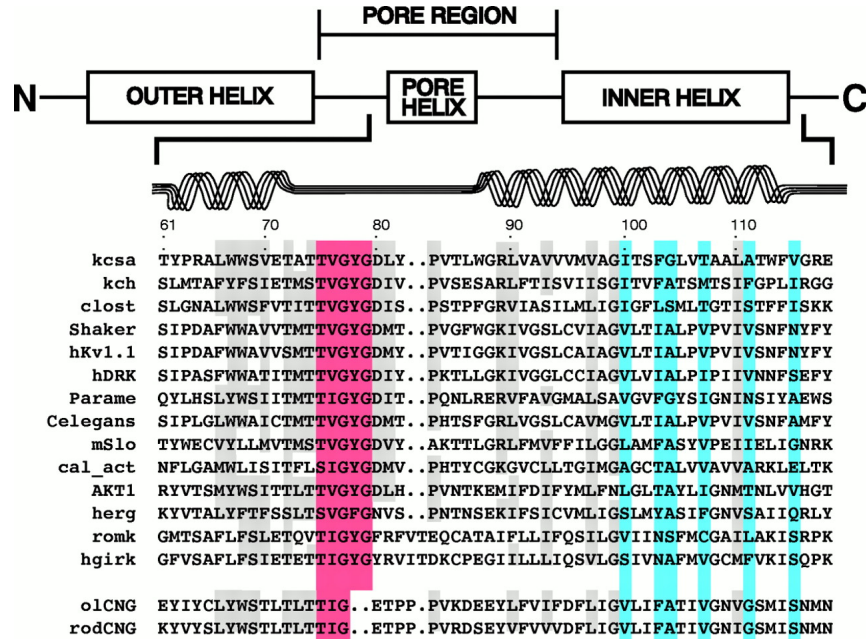 PORE REGION
N OUTER HELIX PORE HELIX INNER HELIX C
61 70 80 90 100 110
kcsa TYPRALWWSVETATTVGYGDLY..PVTLWGRLVAVVVMVAGITSFGLVTAALATWFVGRE
kch SLMTAFYFSIETMSTVGYGDIV..PVSESARLFTISVIISGITVFATSMTSIFGPLIRGG
clost SLGNALWWSFVTITTVGYGDIS..PSTPFGRVIASILMLIGIGFLSMLTGTISTFFISKK
Shaker SIPDAFWWAVVTMTTVGYGDMT..PVGFWGKIVGSLCVIAGVLTIALPVPVIVSNFNYFY
hKv1.1 SIPDAFWWAVVSMTTVGYGDMY..PVTIGGKIVGSLCAIAGVLTIALPVPVIVSNFNYFY
hDRK SIPASFWWATITMTTVGYGDIY..PKTLLGKIVGGLCCIAGVLVIALPIPIIVNNFSEFY
Parame QYLHSLYWSIITMTTIGYGDIT..PQNLRERVFAVGMALSAVGVFGYSIGNINSIYAEWS
Celegans SIPLGLWWAICTMTTVGYGDMT..PHTSFGRLVGSLCAVMGVLTIALPVPVIVSNFAMFY
mSlo TYWECVYLLMVTMSTVGYGDVY..AKTTLGRLFMVFFILGGLAMFASYVPEIIELIGNRK
cal_act NFLGAMWLISITFLSIGYGDMV..PHTYCGKGVCLLTGIMGAGCTALVVAVVARKLELTK
AKT1 RYVTSMYWSITTLTTVGYGDLH..PVNTKEMIFDIFYMLFNLGLTAYLIGNMTNLVVHGT
herg KYVTALYFTFSSLTSVGFGNVS..PNTNSEKIFSICVMLIGSLMYASIFGNVSAIIQRLY
romk GMTSAFLFSLETQVTIGYGFRFVTEQCATAIFLLIFQSILGVIINSFMCGAILAKISRPK
hgirk GFVSAFLFSIETETTIGYGYRVITDKCPEGIILLLIQSVLGSIVNAFMVGCMFVKISQPK
olCNG EYIYCLYWSTLTLTTIG..ETPP.PVKDEEYLFVIFDFLIGVLIFATIVGNVGSMISNMN
rodCNG KYVYSLYWSTLTLTTIG..ETPP.PVRDSEYVFVVVDFLIGVLIFATIVGNIGSMISNMN